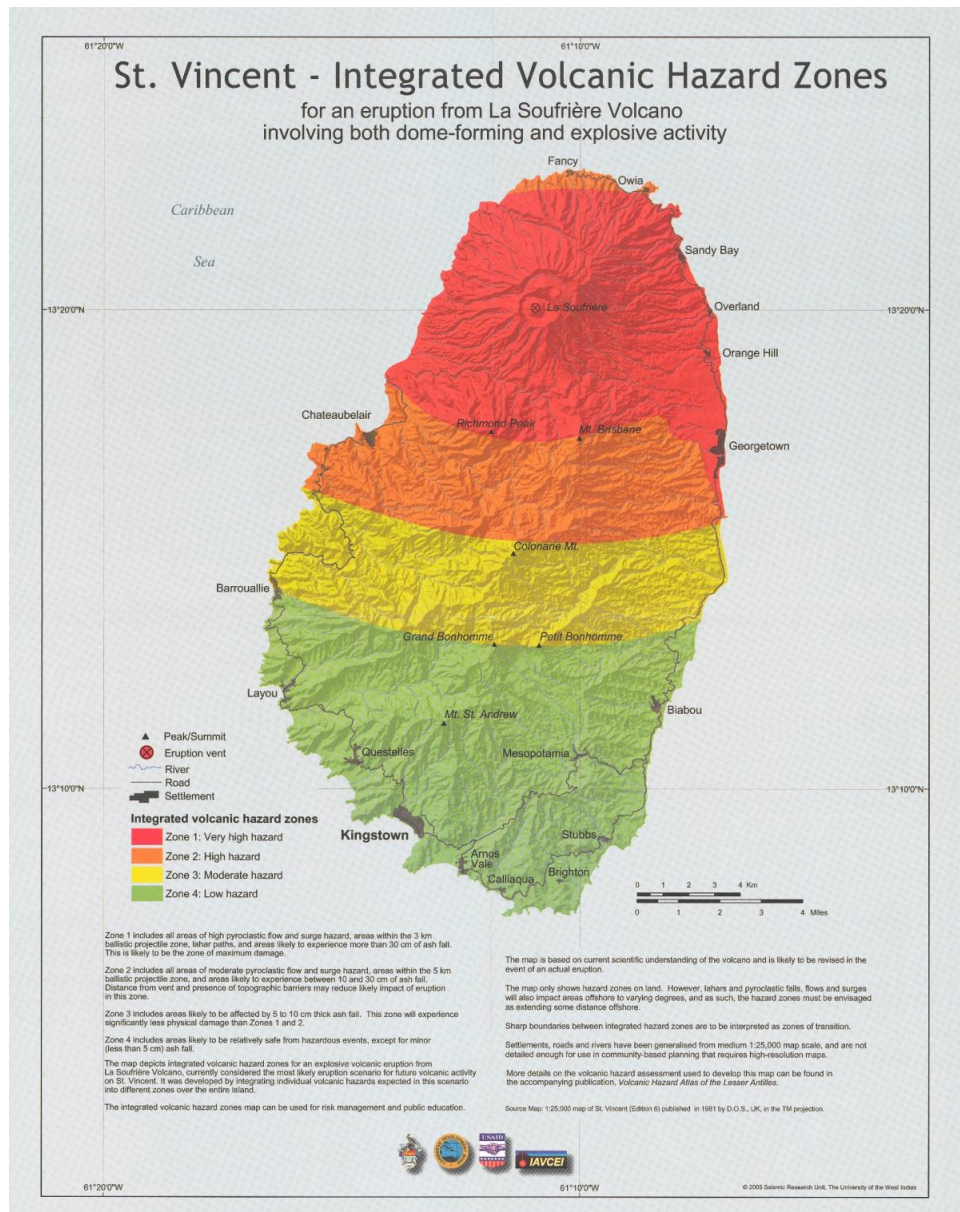 61°20'0"W
61°10'0"W
St. Vincent - Integrated Volcanic Hazard Zones
for an eruption from La Soufrière Volcano
involving both dome-forming and explosive activity
Fancy
Owia
Caribbean
Sea
Sandy Bay
13°20'0"N
La Soufrière
Overland
13°20'0"N
Orange Hill
Chateaubelair
Richmond Peak
Mt. Brisbane
Georgetown
Colonarie Mt.
Barrouallie
Grand Bonhomme
Petit Bonhomme
Layou
Mt. St. Andrew
Biabou
Questelles
Mesopotamia
13°10'0"N
13°10'0"N
Kingstown
Stubbs
Arnos
Vale
Calliaqua
Brighton
Peak/Summit
Eruption vent
River
Road
Settlement
Integrated volcanic hazard zones
Zone 1: Very high hazard
Zone 2: High hazard
Zone 3: Moderate hazard
Zone 4: Low hazard
0 1 2 3 4 Km
0 1 2 3 4 Miles
Zone 1 includes all areas of high pyroclastic flow and surge hazard, areas within the 3 km
ballistic projectile zone, lahar paths, and areas likely to experience more than 30 cm of ash fall.
This is likely to be the zone of maximum damage.
Zone 2 includes all areas of moderate pyroclastic flow and surge hazard, areas within the 5 km
ballistic projectile zone, and areas likely to experience between 10 and 30 cm of ash fall.
Distance from vent and presence of topographic barriers may reduce likely impact of eruption
in this zone.
Zone 3 includes areas likely to be affected by 5 to 10 cm thick ash fall. This zone will experience
significantly less physical damage than Zones 1 and 2.
Zone 4 includes areas likely to be relatively safe from hazardous events, except for minor
(less than 5 cm) ash fall.
The map depicts integrated volcanic hazard zones for an explosive volcanic eruption from
La Soufrière Volcano, currently considered the most likely eruption scenario for future volcanic activity
on St. Vincent. It was developed by integrating individual volcanic hazards expected in this scenario
into different zones over the entire island.
The integrated volcanic hazard zones map can be used for risk management and public education.
The map is based on current scientific understanding of the volcano and is likely to be revised in the
event of an actual eruption.
The map only shows hazard zones on land. However, lahars and pyroclastic falls, flows and surges
will also impact areas offshore to varying degrees, and as such, the hazard zones must be envisaged
as extending some distance offshore.
Sharp boundaries between integrated hazard zones are to be interpreted as zones of transition.
Settlements, roads and rivers have been generalised from medium 1:25,000 map scale, and are not
detailed enough for use in community-based planning that requires high-resolution maps.
More details on the volcanic hazard assessment used to develop this map can be found in
the accompanying publication, Volcanic Hazard Atlas of the Lesser Antilles.
Source Map: 1:25,000 map of St. Vincent (Edition 6) published in 1981 by D.O.S., UK, in the TM projection.
USAID
IAVCEI
61°20'0"W
61°10'0"W
© 2005 Seismic Research Unit, The University of the West Indies